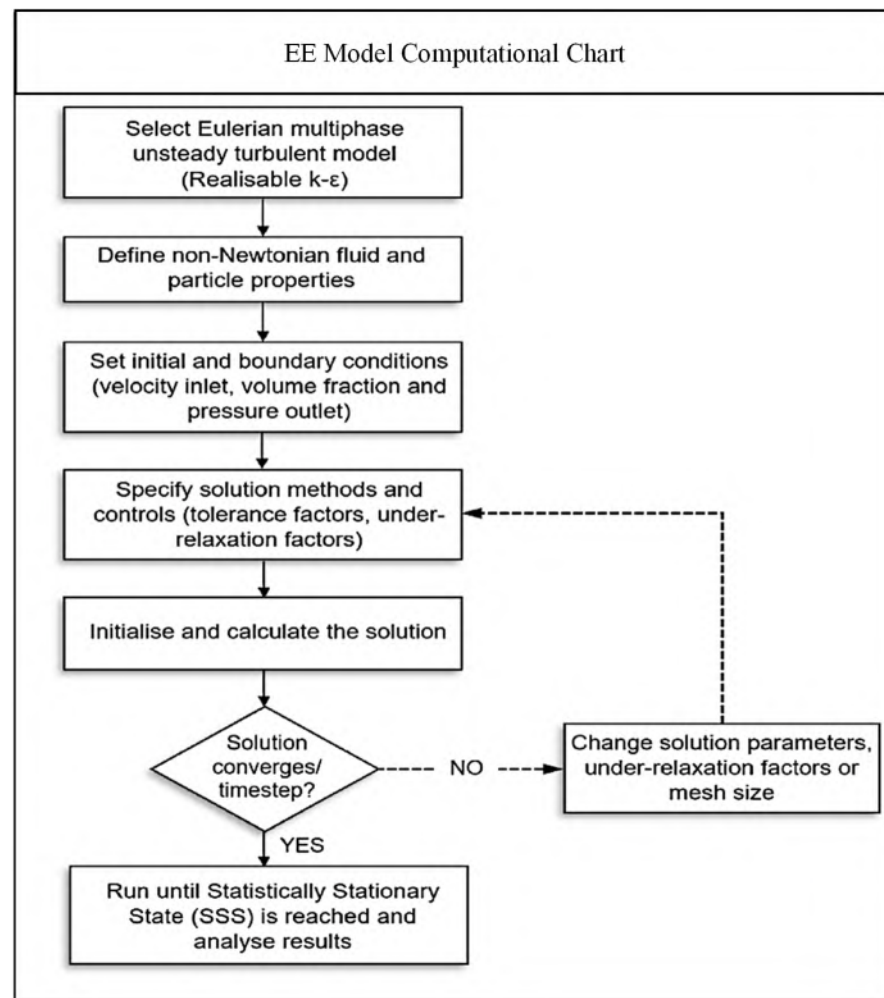 EE Model Computational Chart
Select Eulerian multiphase
unsteady turbulent model
(Realisable k-ε)
Define non-Newtonian fluid and
particle properties
Set initial and boundary conditions
(velocity inlet, volume fraction and
pressure outlet)
Specify solution methods and
controls (tolerance factors, under-
relaxation factors)
Initialise and calculate the solution
Solution
converges/
timestep?
NO
Change solution parameters,
under-relaxation factors or
mesh size
YES
Run until Statistically Stationary
State (SSS) is reached and
analyse results